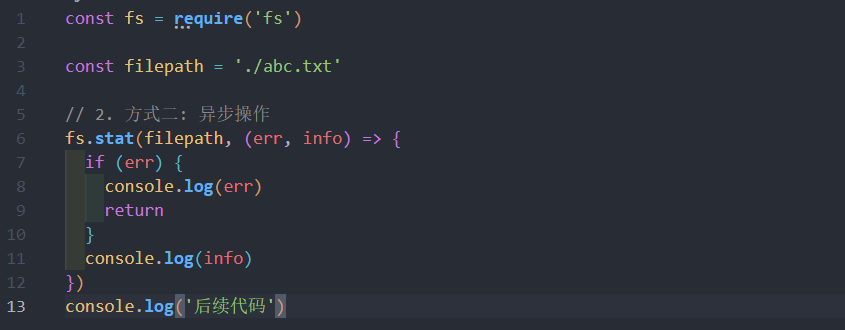 1 const fs = require('fs')
2
3 const filepath = './abc.txt'
4
5 // 2. 方式二: 异步操作
6 fs.stat(filepath, (err, info) => {
7   if (err) {
8     console.log(err)
9     return
10   }
11   console.log(info)
12 })
13 console.log('后续代码')